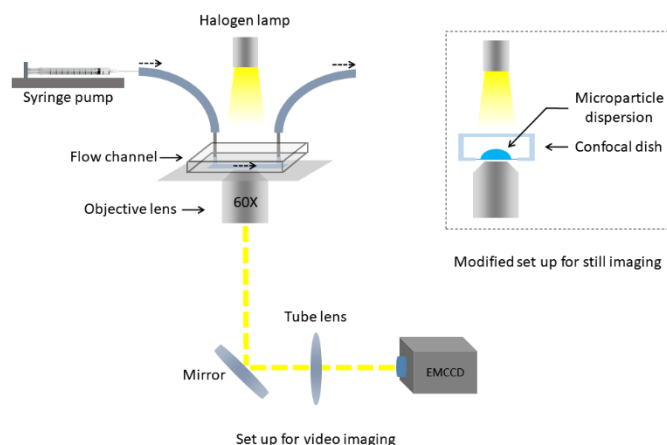 Halogen lamp
Syringe pump
Flow channel
Objective lens
60X
Microparticle
dispersion
Confocal dish
Modified set up for still imaging
Tube lens
Mirror
EMCCD
Set up for video imaging